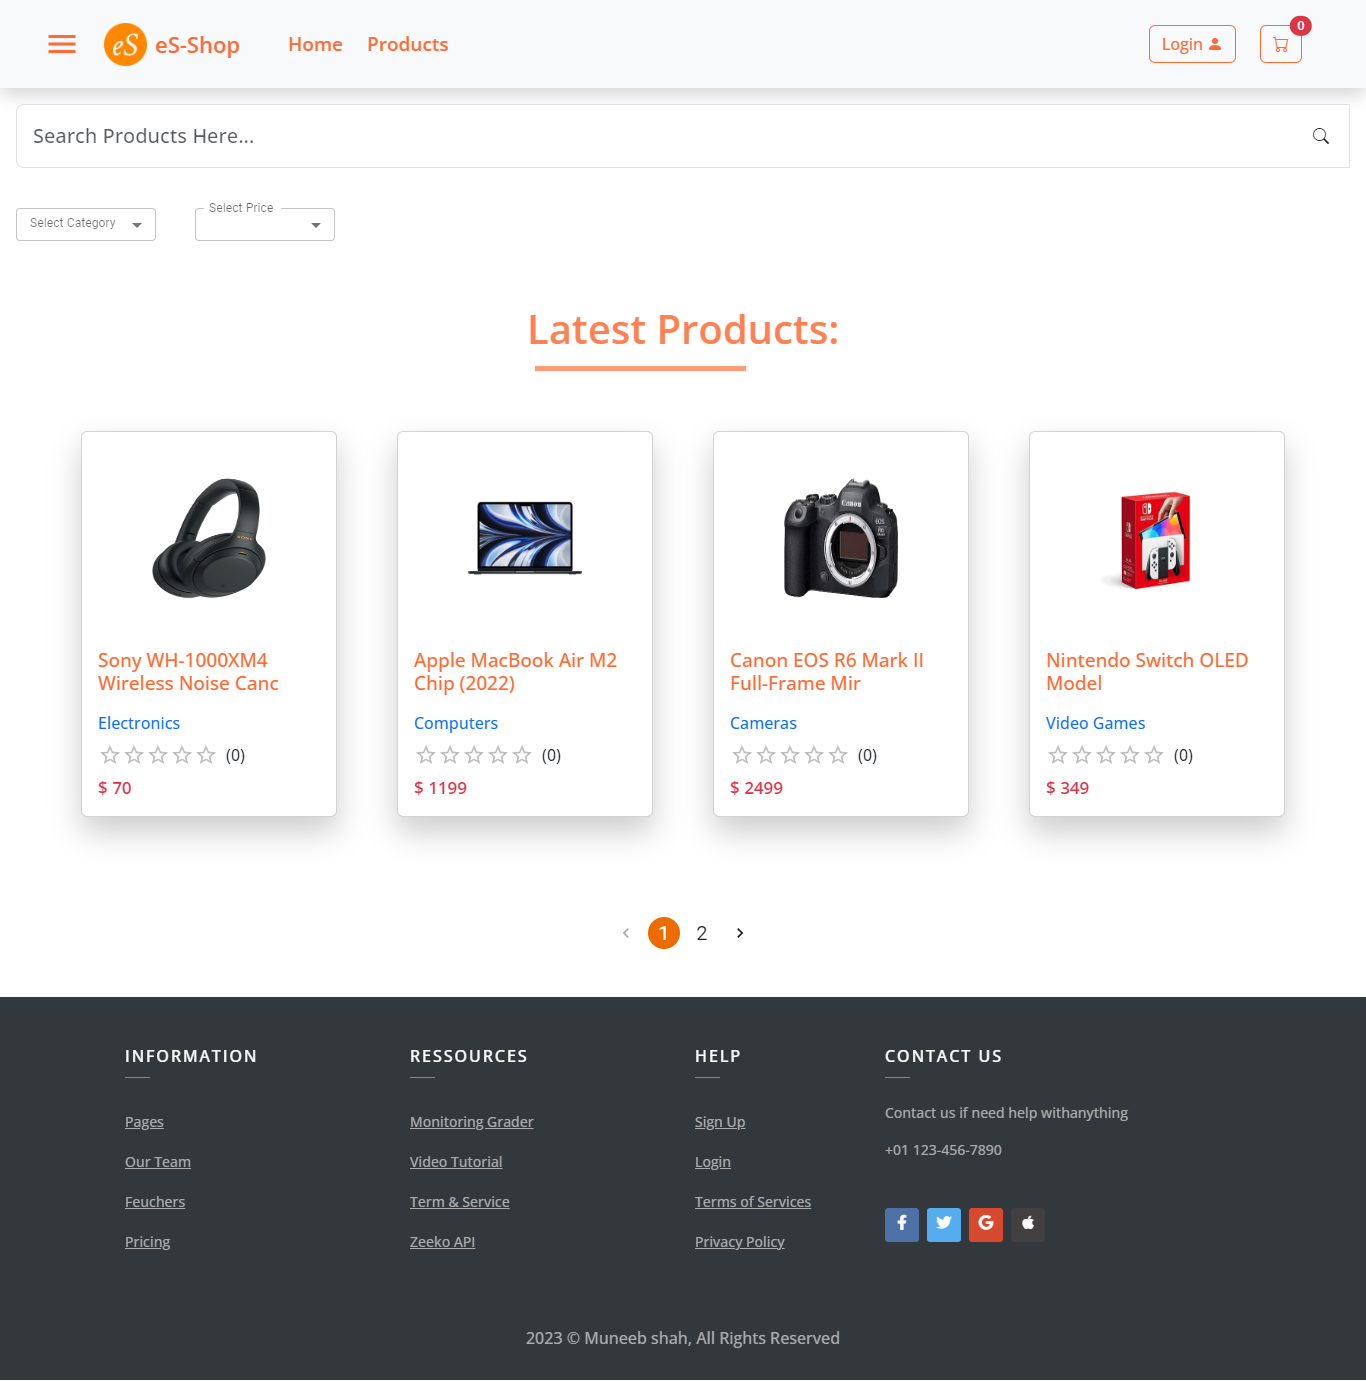 eS eS-Shop Home Products Login 0
Search Products Here...
Select Category Select Price
Latest Products:
SONY
Canon
EOS
R6
Sony WH-1000XM4
Wireless Noise Canc
Electronics
(0)
$ 70
Apple MacBook Air M2
Chip (2022)
Computers
(0)
$ 1199
Canon EOS R6 Mark II
Full-Frame Mir
Cameras
(0)
$ 2499
Nintendo Switch OLED
Model
Video Games
(0)
$ 349
1 2
INFORMATION
Pages
Our Team
Feuchers
Pricing
RESSOURCES
Monitoring Grader
Video Tutorial
Term & Service
Zeeko API
HELP
Sign Up
Login
Terms of Services
Privacy Policy
CONTACT US
Contact us if need help withanything
+01 123-456-7890
2023 © Muneeb shah, All Rights Reserved